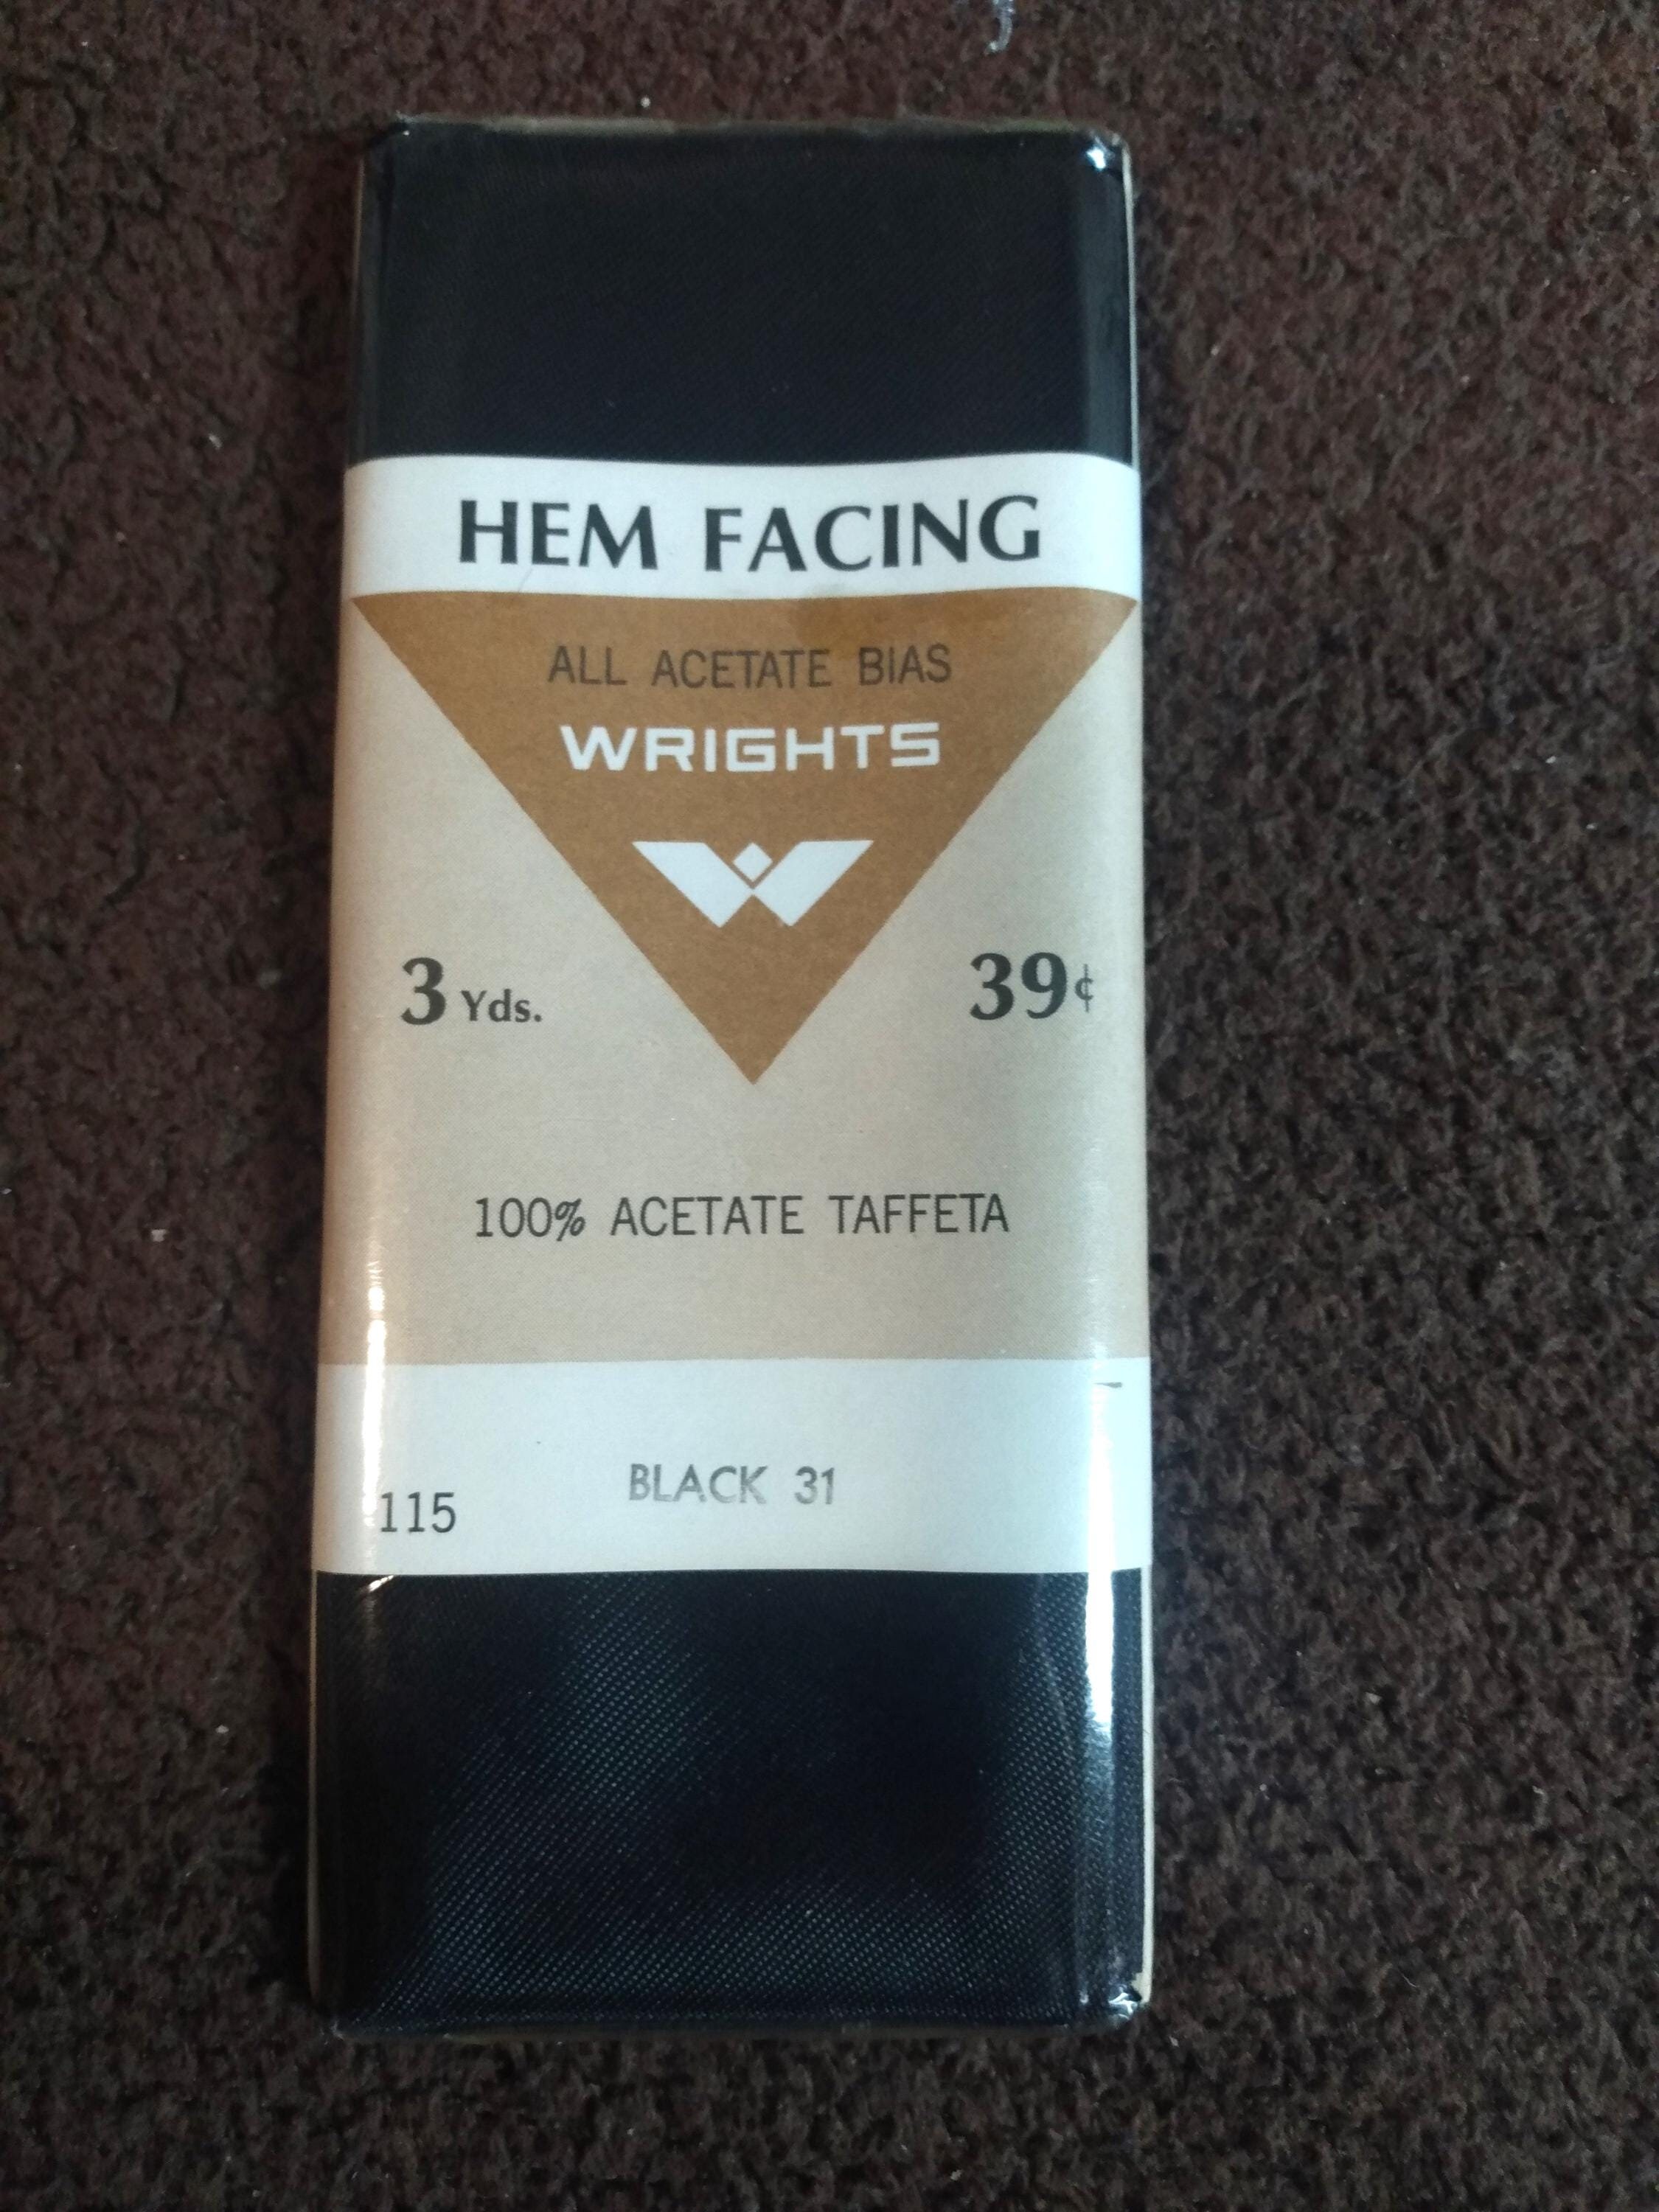 HEM FACING
ALL ACETATE BIAS
WRIGHTS
W
3 Yds. 39¢
100% ACETATE TAFFETA
BLACK 31
115